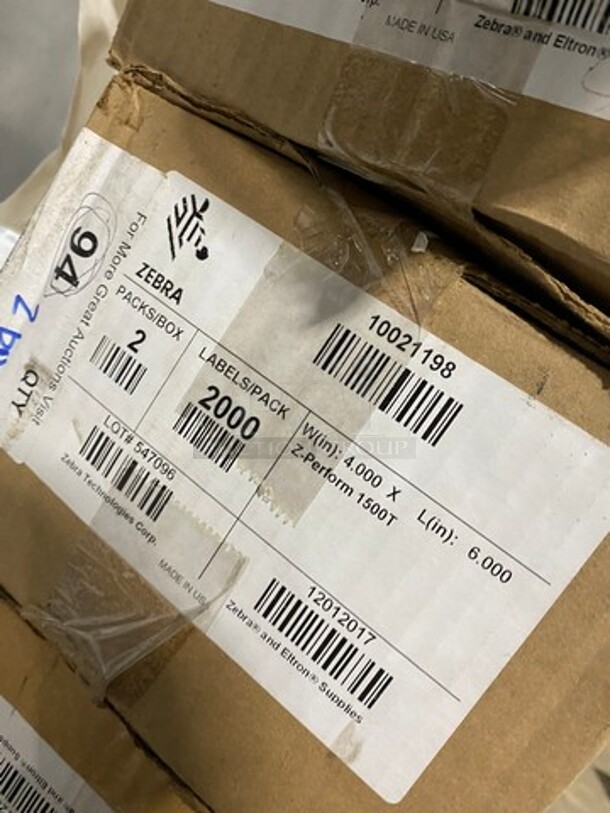 MADE IN USA
Zebra® and Eltron®
94
For More Great Auctions Visit
QTY
ZEBRA
10021198
PACKS/BOX
2
LABELS/PACK
2000
W(in): 4.000 X L(in): 6.000
Z-Perform 1500T
LOT# 547096
Zebra Technologies Corp.
MADE IN USA
12012017
Zebra® and Eltron® Supplies
and Eltron®